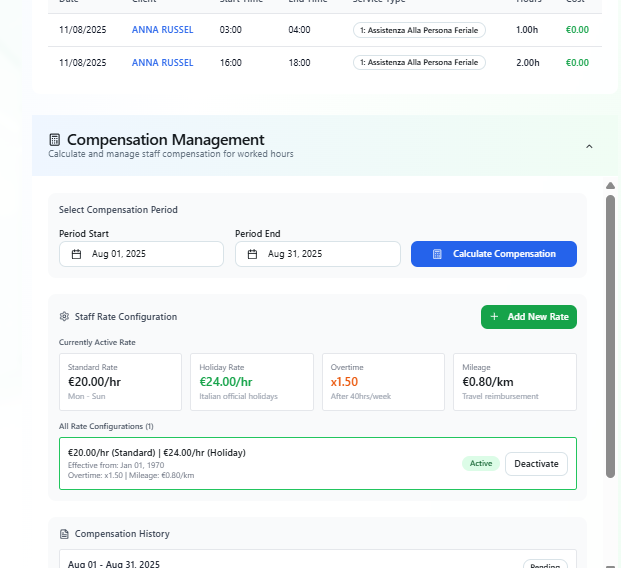 Date Client Start Time End Time Service Type Hours Cost
11/08/2025 ANNA RUSSEL 03:00 04:00 1: Assistenza Alla Persona Feriale 1.00h €0.00
11/08/2025 ANNA RUSSEL 16:00 18:00 1: Assistenza Alla Persona Feriale 2.00h €0.00
Compensation Management
Calculate and manage staff compensation for worked hours
Select Compensation Period
Period Start Period End
Aug 01, 2025 Aug 31, 2025 Calculate Compensation
Staff Rate Configuration + Add New Rate
Currently Active Rate
Standard Rate Holiday Rate Overtime Mileage
€20.00/hr €24.00/hr x1.50 €0.80/km
Mon - Sun Italian official holidays After 40hrs/week Travel reimbursement
All Rate Configurations (1)
€20.00/hr (Standard) | €24.00/hr (Holiday)
Effective from: Jan 01, 1970
Overtime: x1.50 | Mileage: €0.80/km
Active Deactivate
Compensation History
Aug 01 - Aug 31, 2025 Pending